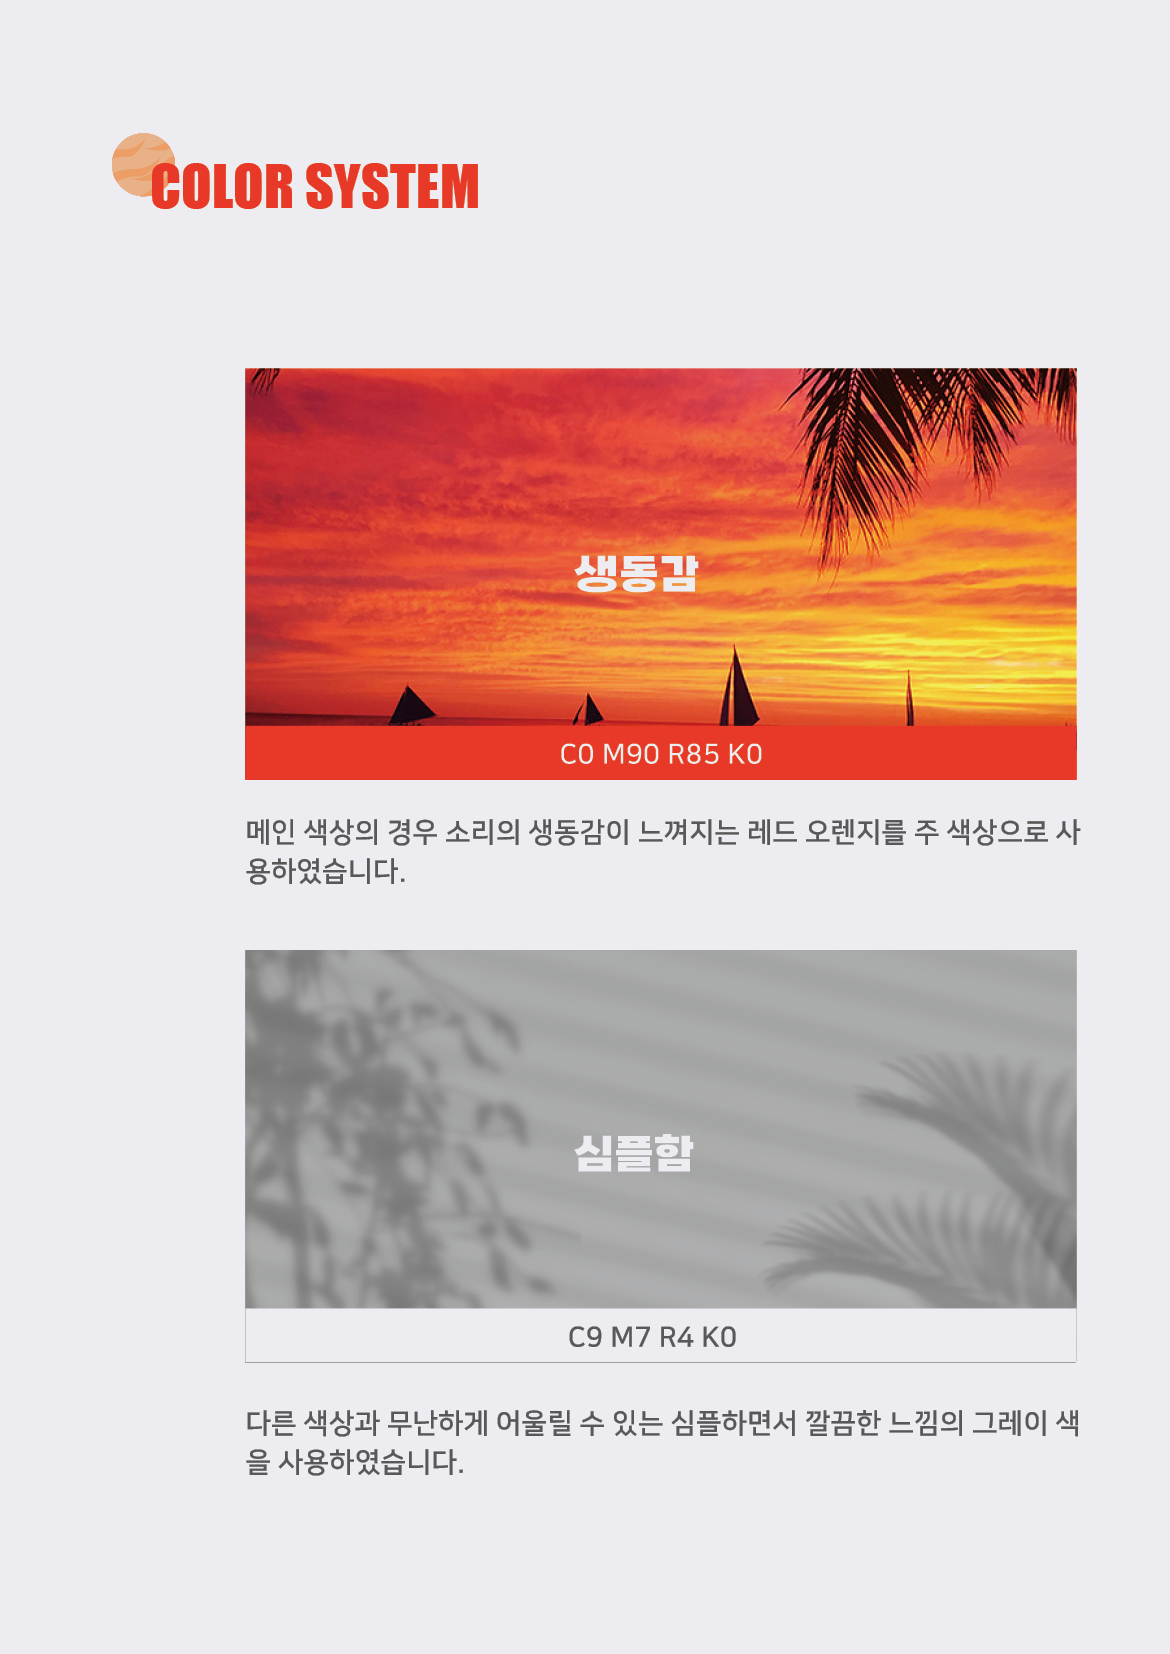 COLOR SYSTEM
생동감
C0 M90 R85 K0
메인 색상의 경우 소리의 생동감이 느껴지는 레드 오렌지를 주 색상으로 사
용하였습니다.
심플함
C9 M7 R4 K0
다른 색상과 무난하게 어울릴 수 있는 심플하면서 깔끔한 느낌의 그레이 색
을 사용하였습니다.